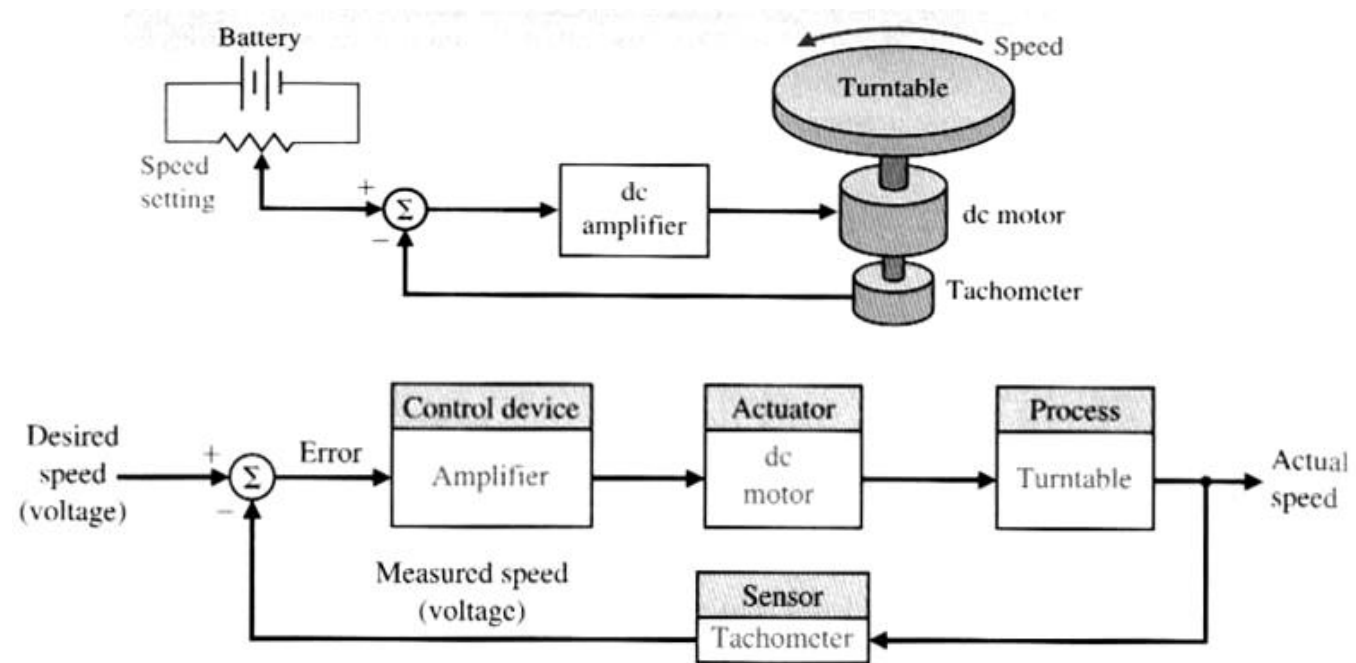 Battery
Speed
Turntable
Speed
setting
+
Σ
−
dc
amplifier
dc motor
Tachometer
Control device
Actuator
Process
Desired
speed
(voltage)
+
Σ
−
Error
Amplifier
dc
motor
Turntable
Actual
speed
Measured speed
(voltage)
Sensor
Tachometer